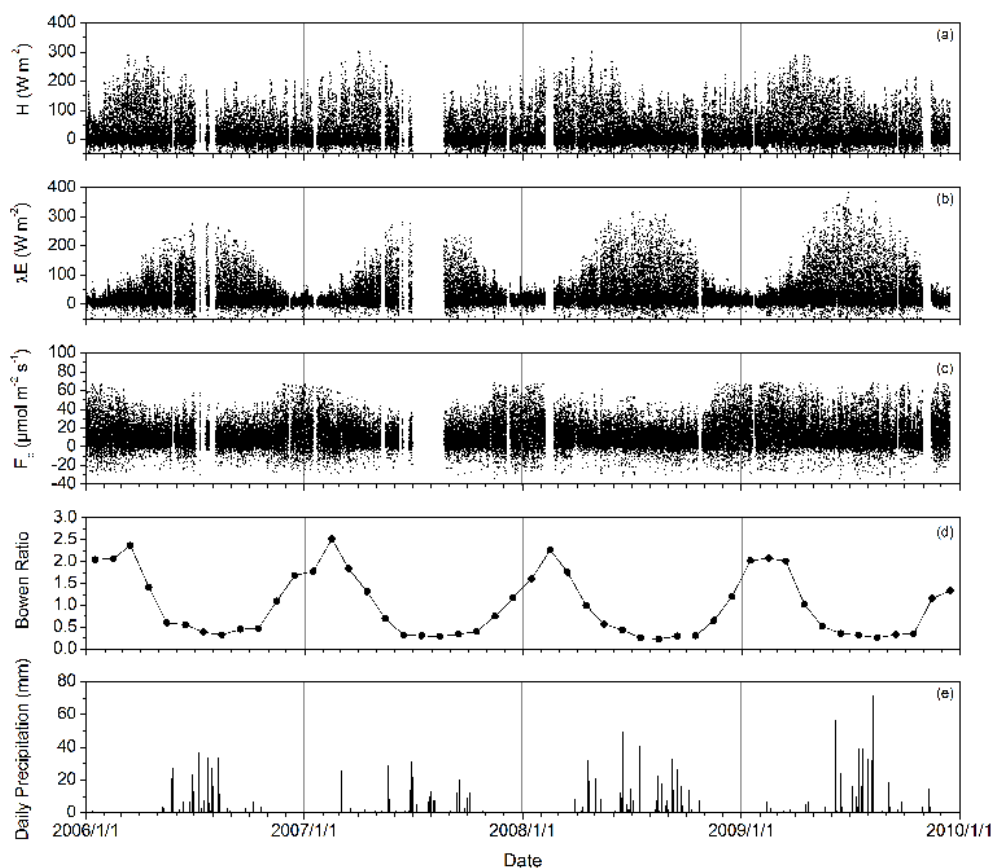 400
300
200
100
0
H (W m⁻²)
(a)
400
300
200
100
0
λE (W m⁻²)
(b)
100
80
60
40
20
0
-20
-40
(µmol m⁻² s⁻¹)
(c)
3.0
2.5
2.0
1.5
1.0
0.5
0.0
Bowen Ratio
(d)
80
60
40
20
0
Daily Precipitation (mm)
(e)
2006/1/1 2007/1/1 2008/1/1 2009/1/1 2010/1/1
Date